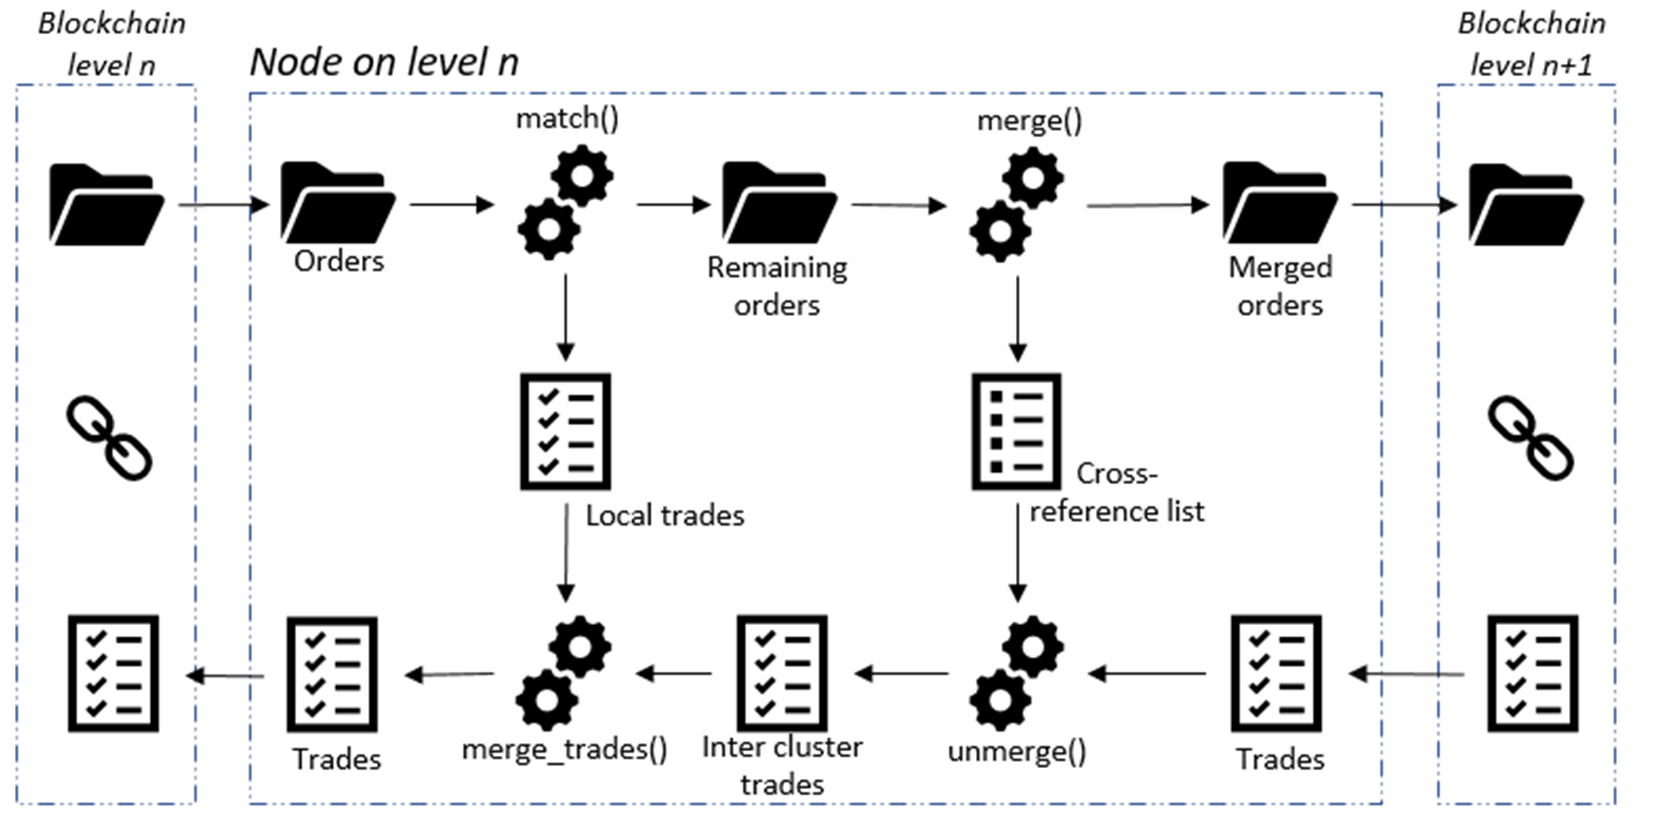 Blockchain
level n
Node on level n
Blockchain
level n+1
match()
merge()
Orders
Remaining
orders
Merged
orders
Local trades
Cross-
reference list
Trades
merge_trades()
Inter cluster
trades
unmerge()
Trades